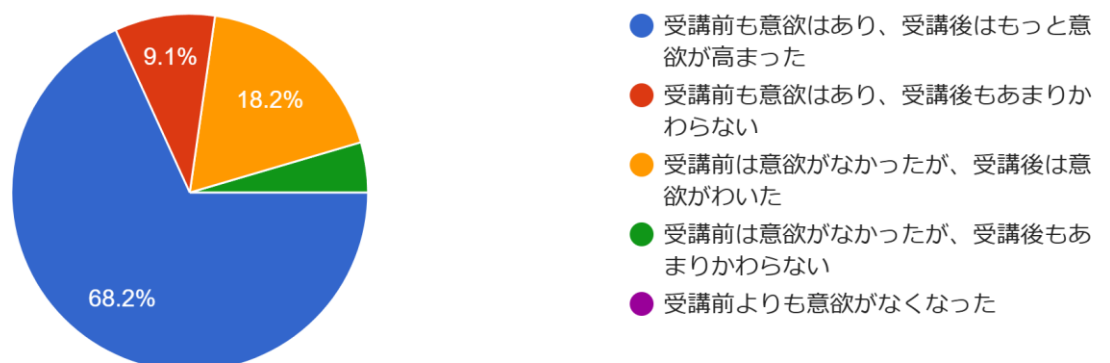 9.1%
18.2%
68.2%
受講前も意欲はあり、受講後はもっと意
欲が高まった
受講前も意欲はあり、受講後もあまりか
わらない
受講前は意欲がなかったが、受講後は意
欲がわいた
受講前は意欲がなかったが、受講後もあ
まりかわらない
受講前よりも意欲がなくなった